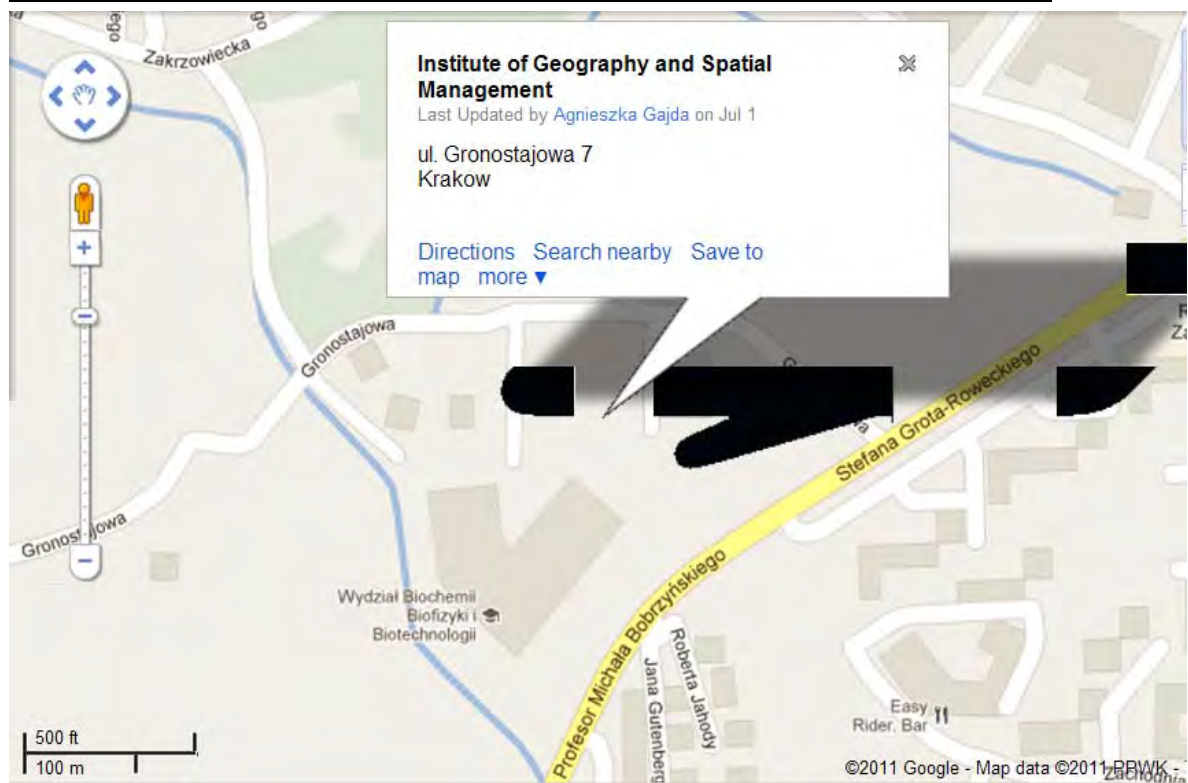 Zakrzowiecka
Institute of Geography and Spatial
Management
Last Updated by Agnieszka Gajda on Jul 1
ul. Gronostajowa 7
Krakow
Directions Search nearby Save to
map more ▼
Gronostajowa
Stefana Grota-Roweckiego
Gronostajowa
Wydział Biochemii
Biofizyki i
Biotechnologii
Profesor Michała Bobrzyńskiego
Roberta Jahody
Jana Gutenberg
Easy
Rider. Bar
500 ft
100 m
©2011 Google - Map data ©2011 PPWK -